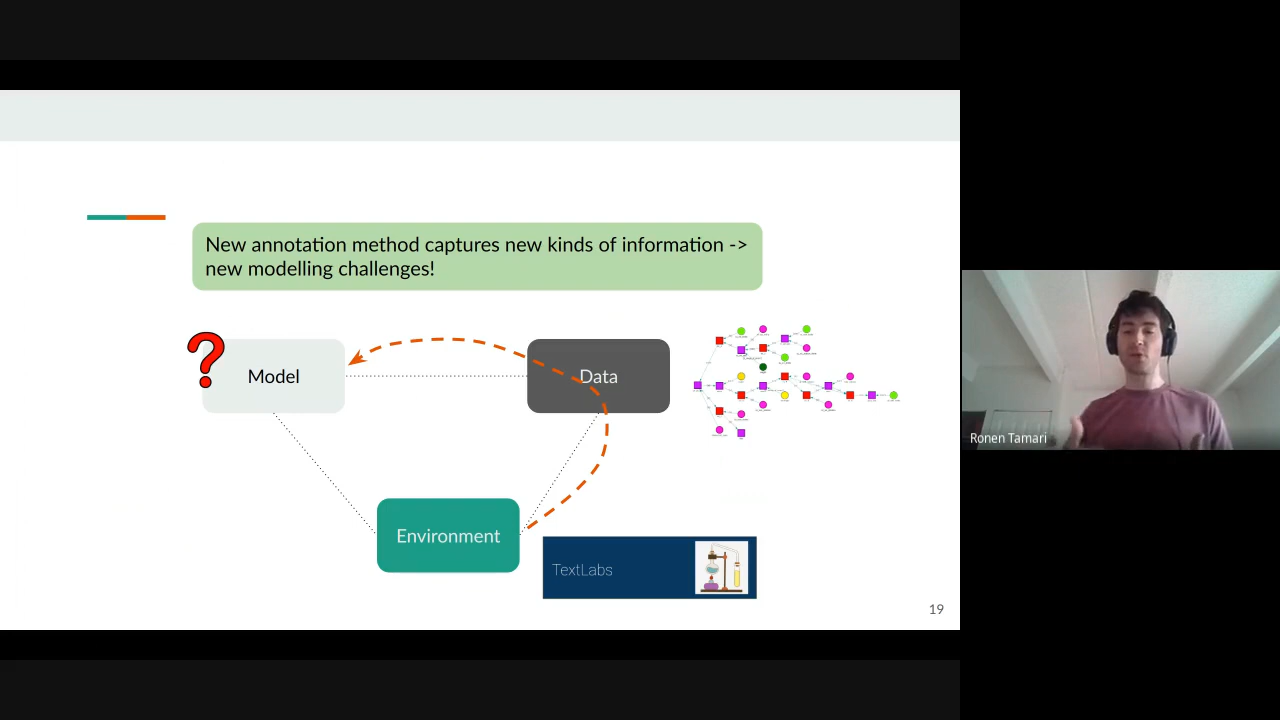 New annotation method captures new kinds of information ->
new modelling challenges!
?
Model
Data
Environment
TextLabs
19
Ronen Tamari